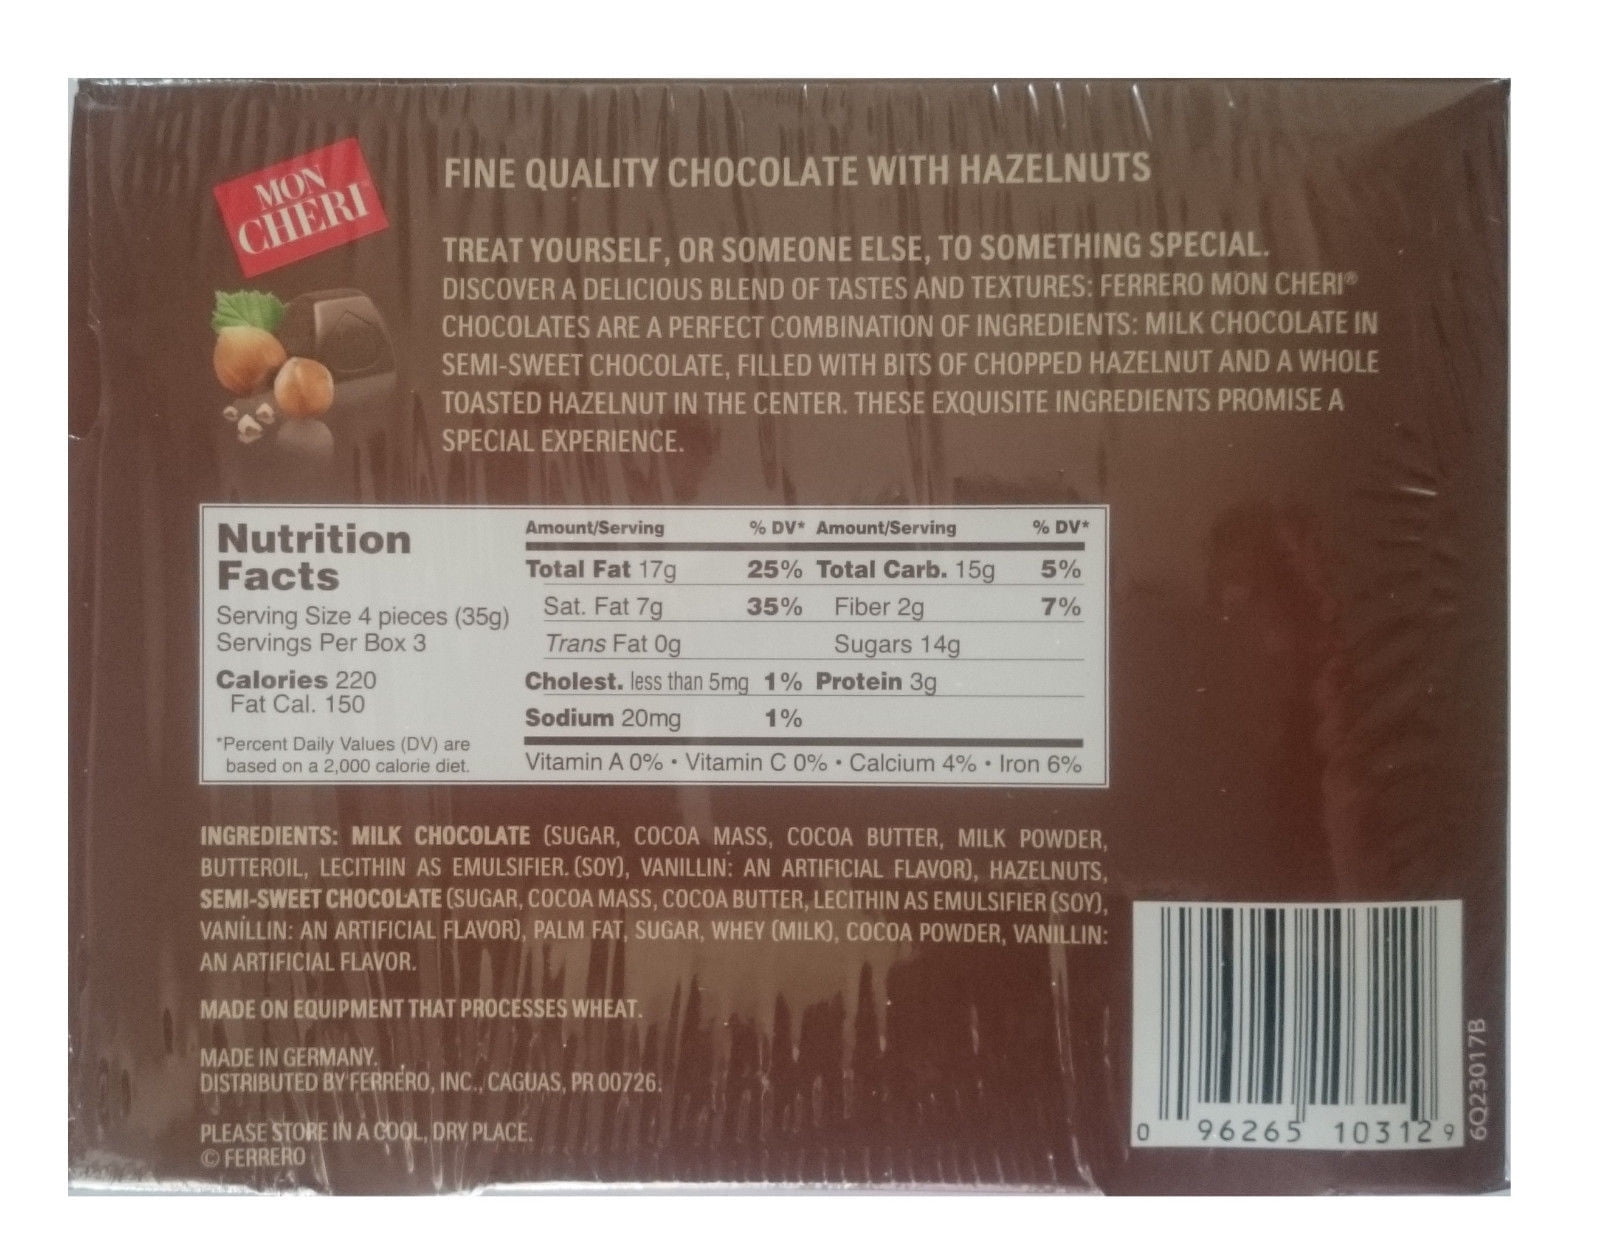 MON
CHERI
FINE QUALITY CHOCOLATE WITH HAZELNUTS
TREAT YOURSELF, OR SOMEONE ELSE, TO SOMETHING SPECIAL.
DISCOVER A DELICIOUS BLEND OF TASTES AND TEXTURES: FERRERO MON CHERI®
CHOCOLATES ARE A PERFECT COMBINATION OF INGREDIENTS: MILK CHOCOLATE IN
SEMI-SWEET CHOCOLATE, FILLED WITH BITS OF CHOPPED HAZELNUT AND A WHOLE
TOASTED HAZELNUT IN THE CENTER. THESE EXQUISITE INGREDIENTS PROMISE A
SPECIAL EXPERIENCE.
Nutrition
Facts
Serving Size 4 pieces (35g)
Servings Per Box 3
Calories 220
Fat Cal. 150
*Percent Daily Values (DV) are
based on a 2,000 calorie diet.
Amount/Serving % DV* Amount/Serving % DV*
Total Fat 17g 25% Total Carb. 15g 5%
Sat. Fat 7g 35% Fiber 2g 7%
Trans Fat 0g Sugars 14g
Cholest. less than 5mg 1% Protein 3g
Sodium 20mg 1%
Vitamin A 0% • Vitamin C 0% • Calcium 4% • Iron 6%
INGREDIENTS: MILK CHOCOLATE (SUGAR, COCOA MASS, COCOA BUTTER, MILK POWDER,
BUTTEROIL, LECITHIN AS EMULSIFIER. (SOY), VANILLIN: AN ARTIFICIAL FLAVOR), HAZELNUTS,
SEMI-SWEET CHOCOLATE (SUGAR, COCOA MASS, COCOA BUTTER, LECITHIN AS EMULSIFIER (SOY),
VANILLIN: AN ARTIFICIAL FLAVOR), PALM FAT, SUGAR, WHEY (MILK), COCOA POWDER, VANILLIN:
AN ARTIFICIAL FLAVOR.
MADE ON EQUIPMENT THAT PROCESSES WHEAT.
MADE IN GERMANY.
DISTRIBUTED BY FERRERO, INC., CAGUAS, PR 00726.
PLEASE STORE IN A COOL, DRY PLACE.
© FERRERO
0 96265 10312 9
6Q23017B